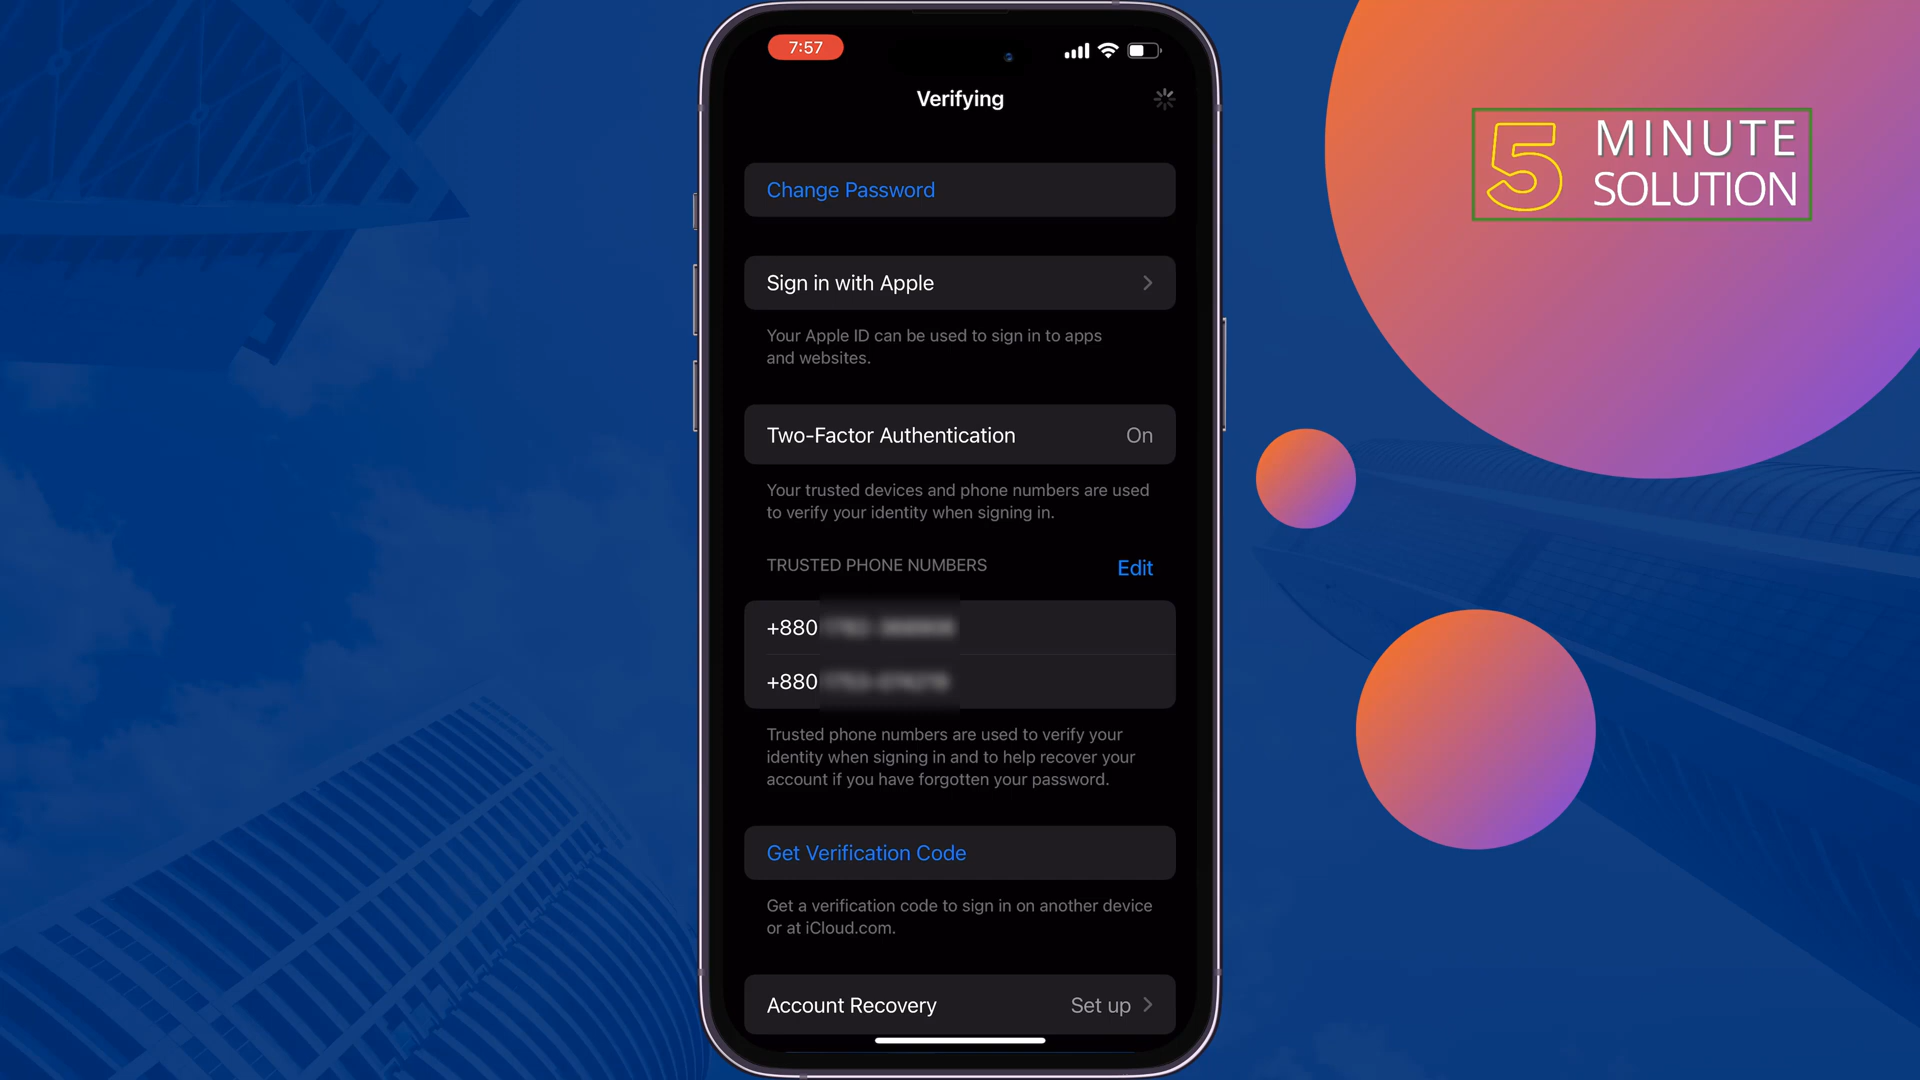 7:57
Verifying
Change Password
Sign in with Apple
Your Apple ID can be used to sign in to apps
and websites.
Two-Factor Authentication On
Your trusted devices and phone numbers are used
to verify your identity when signing in.
TRUSTED PHONE NUMBERS Edit
+880
+880
Trusted phone numbers are used to verify your
identity when signing in and to help recover your
account if you have forgotten your password.
Get Verification Code
Get a verification code to sign in on another device
or at iCloud.com.
Account Recovery Set up
5 MINUTE
SOLUTION